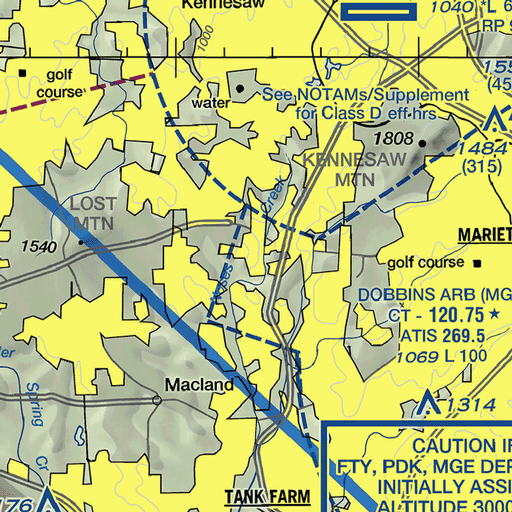 Kennesaw
1040 *L 6
RP S
1000
golf
course
water
See NOTAMs/Supplement
for Class D eff hrs
155
(45
1808
1484
(315)
KENNESAW
MTN
Creek
LOST
MTN
1540
MARIET
golf course
DOBBINS ARB (MG
CT - 120.75 ★
ATIS 269.5
1069 L 100
Macland
1314
Spring
Cr
CAUTION IF
FTY, PDK, MGE DEP
INITIALLY ASSI
ALTITUDE 3000
TANK FARM
176